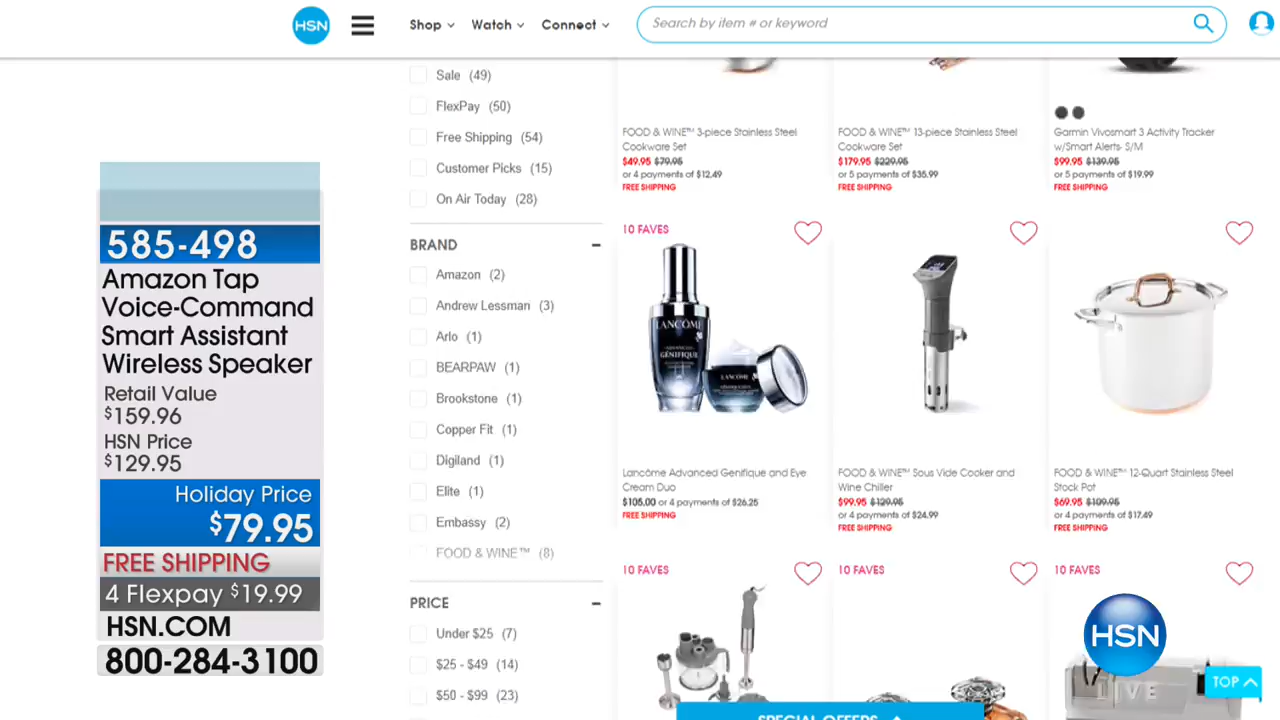 HSN
Shop
Watch
Connect
Search by item # or keyword
585-498
Amazon Tap
Voice-Command
Smart Assistant
Wireless Speaker
Retail Value
$159.96
HSN Price
$129.95
Holiday Price
$79.95
FREE SHIPPING
4 Flexpay $19.99
HSN.COM
800-284-3100
Sale (49)
FlexPay (50)
Free Shipping (54)
Customer Picks (15)
On Air Today (28)
BRAND
Amazon (2)
Andrew Lessman (3)
Arlo (1)
BEARPAW (1)
Brookstone (1)
Copper Fit (1)
Digiland (1)
Elite (1)
Embassy (2)
FOOD & WINE™ (8)
PRICE
Under $25 (7)
$25 - $49 (14)
$50 - $99 (23)
FOOD & WINE™ 3-piece Stainless Steel
Cookware Set
$49.95 $79.95
or 4 payments of $12.49
FREE SHIPPING
FOOD & WINE™ 13-piece Stainless Steel
Cookware Set
$179.95 $229.95
or 5 payments of $35.99
FREE SHIPPING
Garmin Vivosmart 3 Activity Tracker
w/Smart Alerts- S/M
$99.95 $139.95
or 5 payments of $19.99
FREE SHIPPING
10 FAVES
LANCÔME
ADVANCED
GÉNIFIQUE
LANCÔME
Lancôme Advanced Genifique and Eye
Cream Duo
$105.00 or 4 payments of $26.25
FREE SHIPPING
FOOD & WINE™ Sous Vide Cooker and
Wine Chiller
$99.95 $129.95
or 4 payments of $24.99
FREE SHIPPING
FOOD & WINE™ 12-Quart Stainless Steel
Stock Pot
$69.95 $109.95
or 4 payments of $17.49
FREE SHIPPING
10 FAVES
10 FAVES
10 FAVES
HSN
LIVE
TOP
SPECIAL OFFERS